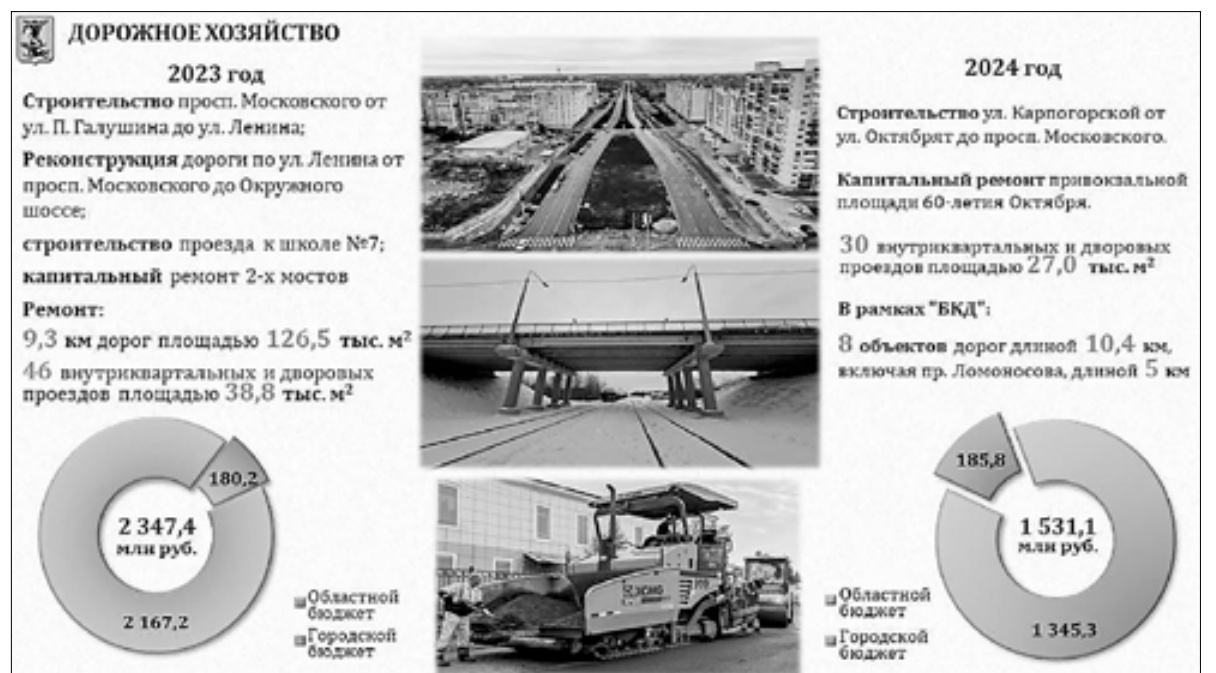 ДОРОЖНОЕ ХОЗЯЙСТВО
2023 год
Строительство просп. Московского от
ул. П. Галушина до ул. Ленина;
Реконструкция дороги по ул. Ленина от
просп. Московского до Окружного
шоссе;
строительство проезда к школе №7;
капитальный ремонт 2-х мостов
Ремонт:
9,3 км дорог площадью 126,5 тыс. м²
46 внутриквартальных и дворовых
проездов площадью 38,8 тыс. м²
180,2
2 347,4
млн руб.
2 167,2
Областной
бюджет
Городской
бюджет
XCMG
2024 год
Строительство ул. Карпогорской от
ул. Октябрят до просп. Московского.
Капитальный ремонт привокзальной
площади 60-летия Октября.
30 внутриквартальных и дворовых
проездов площадью 27,0 тыс. м²
В рамках "БКД":
8 объектов дорог длиной 10,4 км,
включая пр. Ломоносова, длиной 5 км
185,8
1 531,1
млн руб.
1 345,3
Областной
бюджет
Городской
бюджет